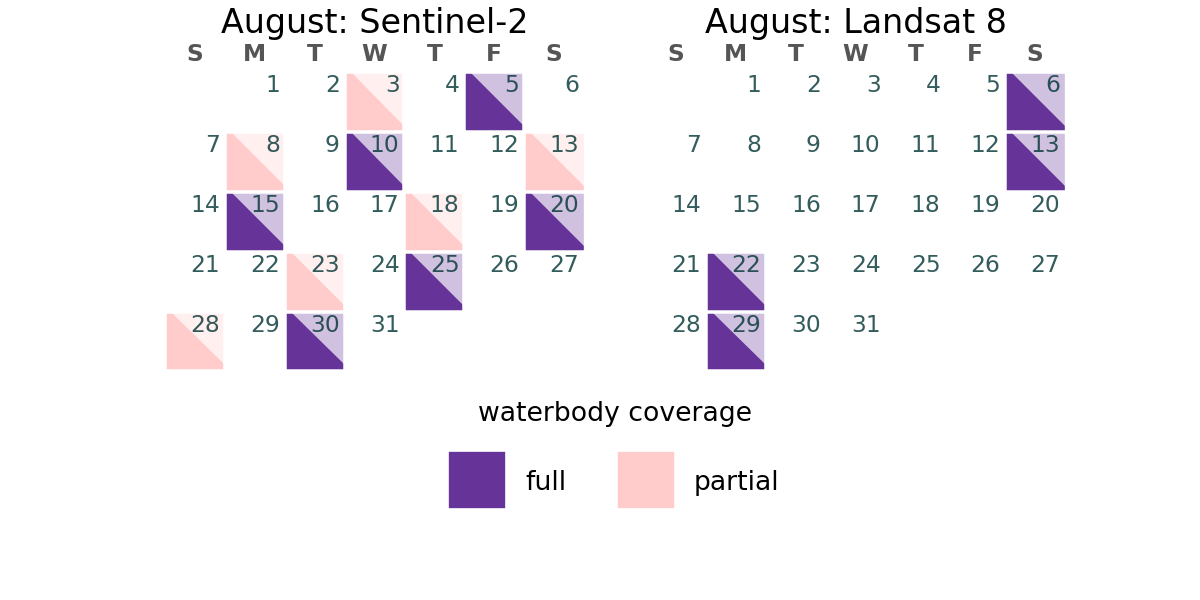 August: Sentinel-2
S M T W T F S
1 2 3 4 5 6
7 8 9 10 11 12 13
14 15 16 17 18 19 20
21 22 23 24 25 26 27
28 29 30 31
August: Landsat 8
S M T W T F S
1 2 3 4 5 6
7 8 9 10 11 12 13
14 15 16 17 18 19 20
21 22 23 24 25 26 27
28 29 30 31
waterbody coverage
full partial